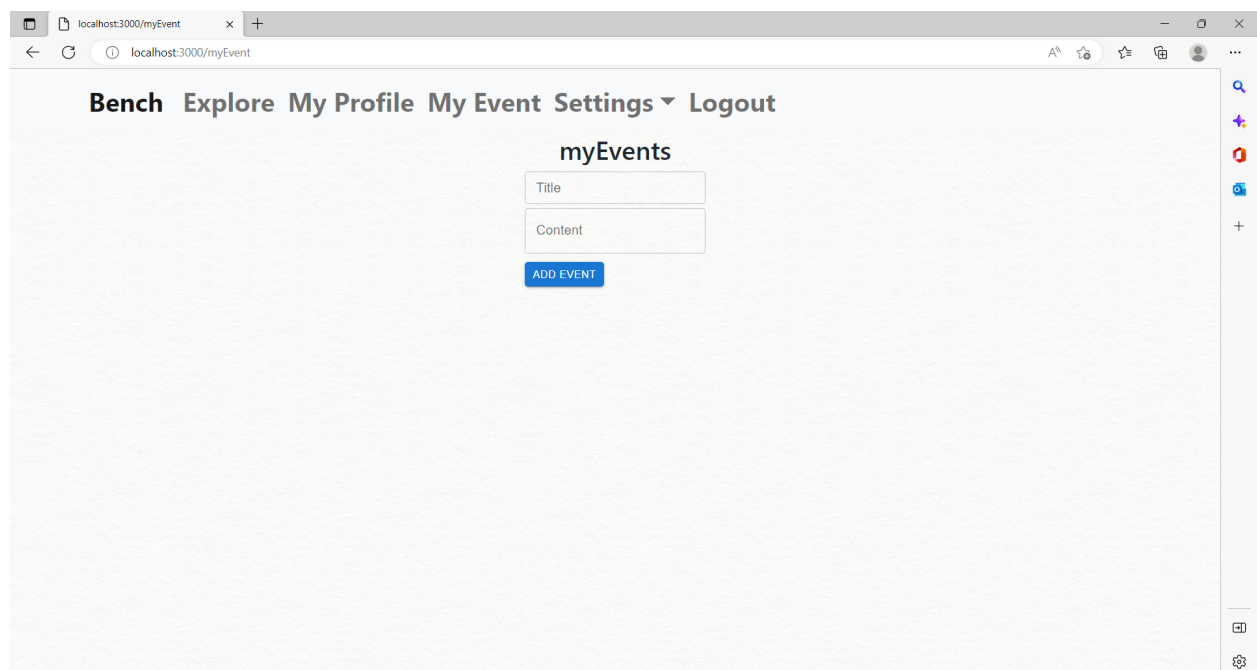 localhost:3000/myEvent
localhost:3000/myEvent
Bench Explore My Profile My Event Settings Logout
myEvents
Title
Content
ADD EVENT